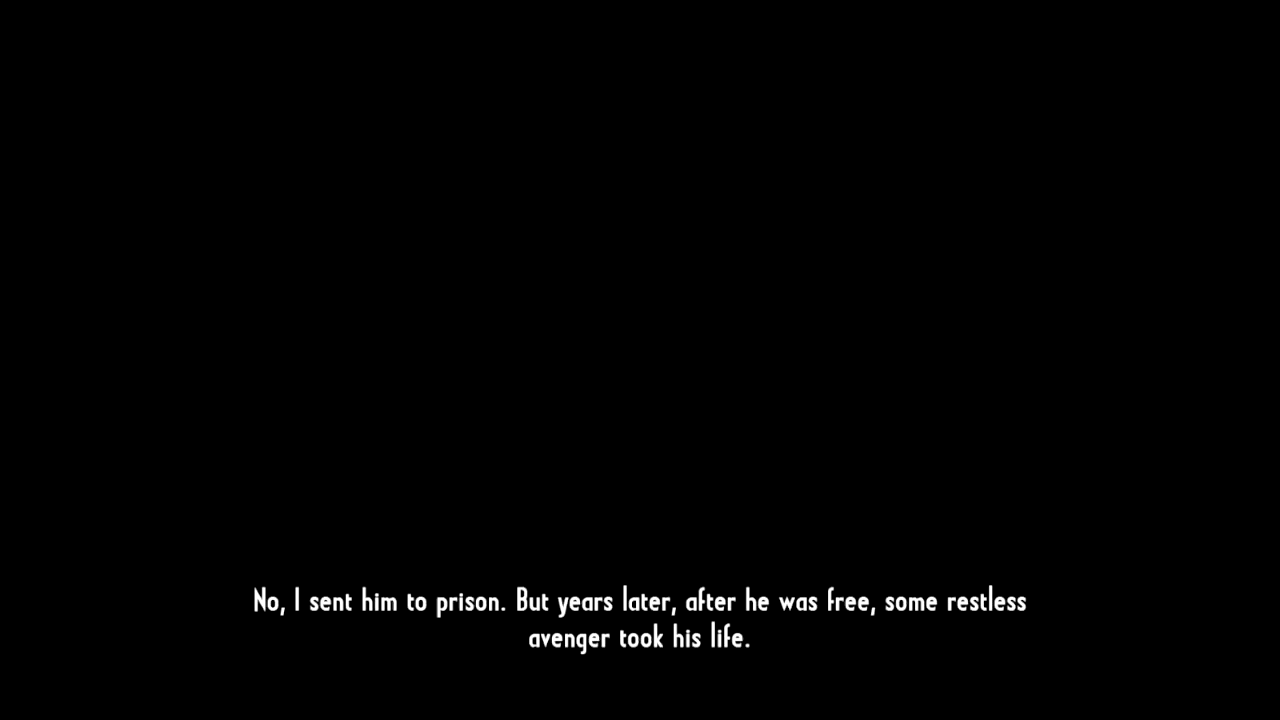 No, I sent him to prison. But years later, after he was free, some restless
avenger took his life.